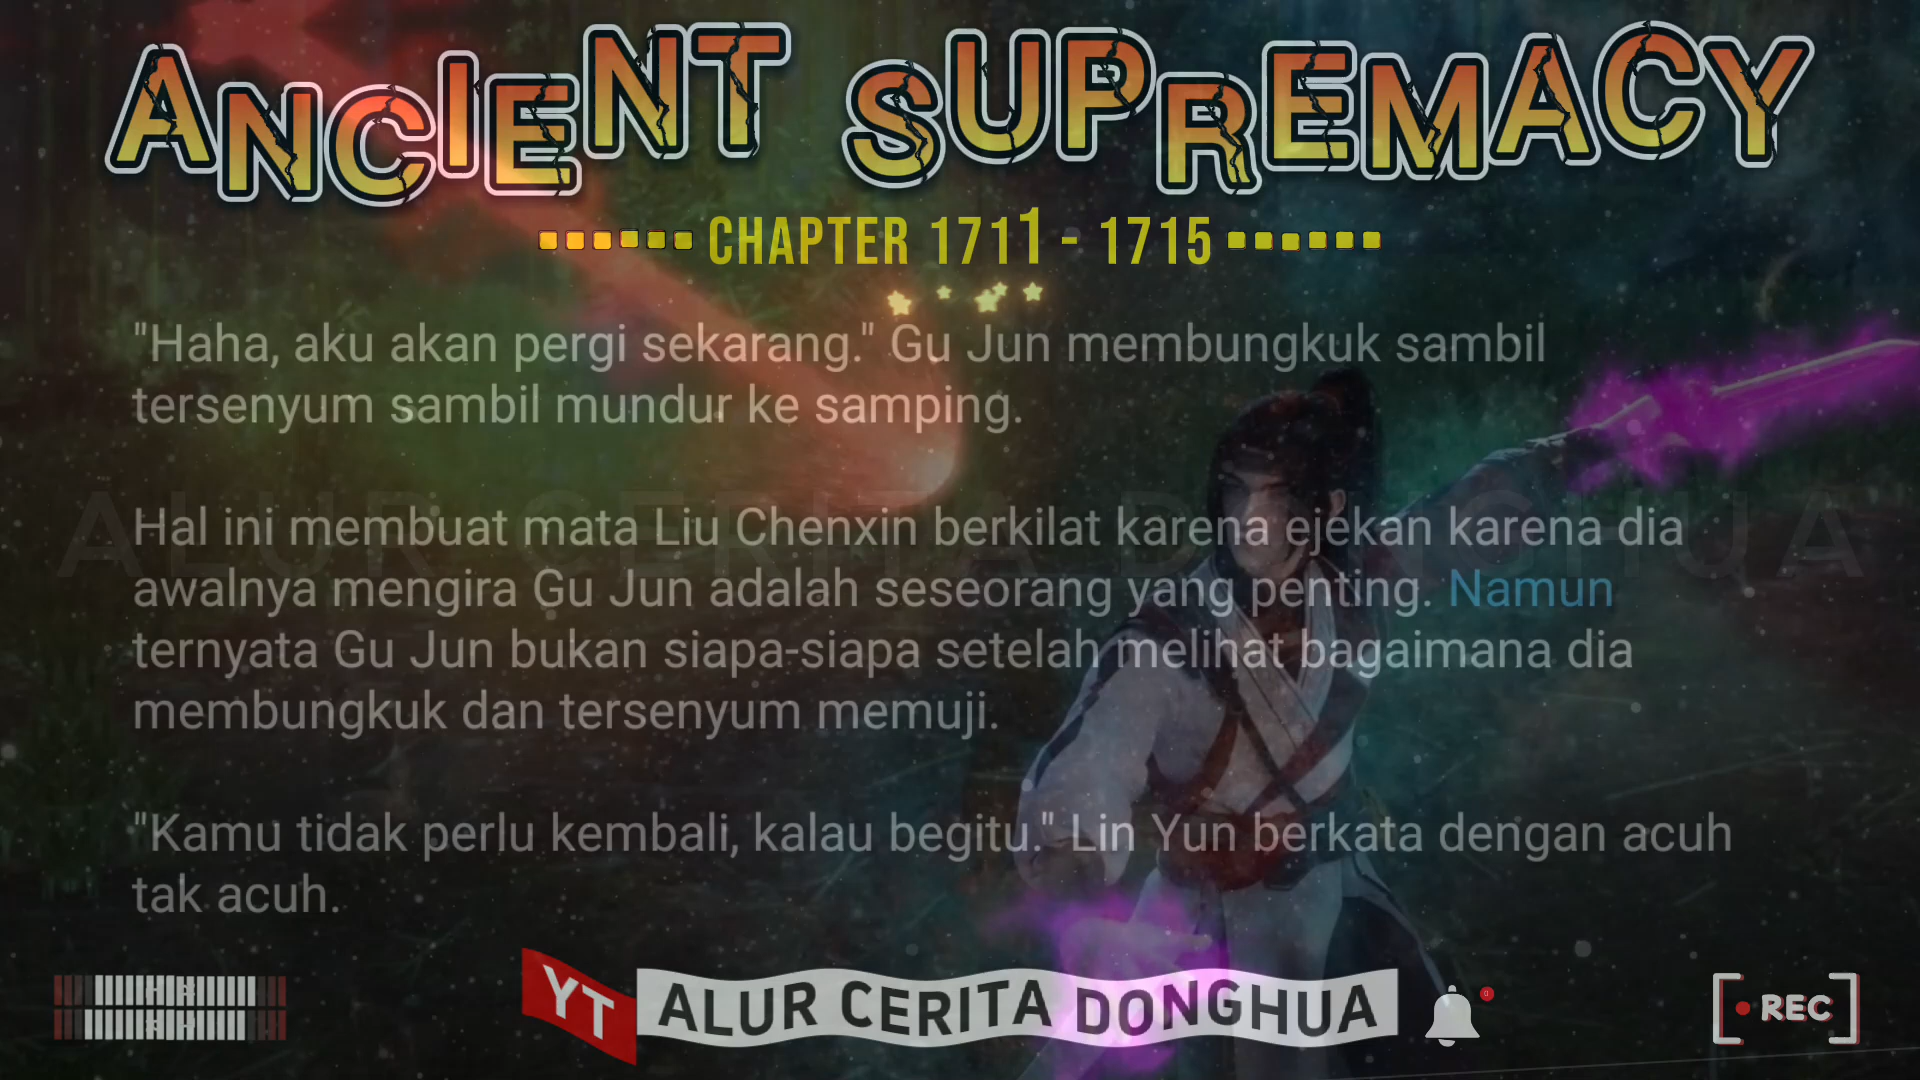 ANCIENT SUPREMACY
CHAPTER 1711 - 1715
"Haha, aku akan pergi sekarang." Gu Jun membungkuk sambil
tersenyum sambil mundur ke samping.
ALUR CERITA DONGHUA
Hal ini membuat mata Liu Chenxin berkilat karena ejekan karena dia
awalnya mengira Gu Jun adalah seseorang yang penting. Namun
ternyata Gu Jun bukan siapa-siapa setelah melihat bagaimana dia
membungkuk dan tersenyum memuji.
"Kamu tidak perlu kembali, kalau begitu." Lin Yun berkata dengan acuh
tak acuh.
YT ALUR CERITA DONGHUA
REC